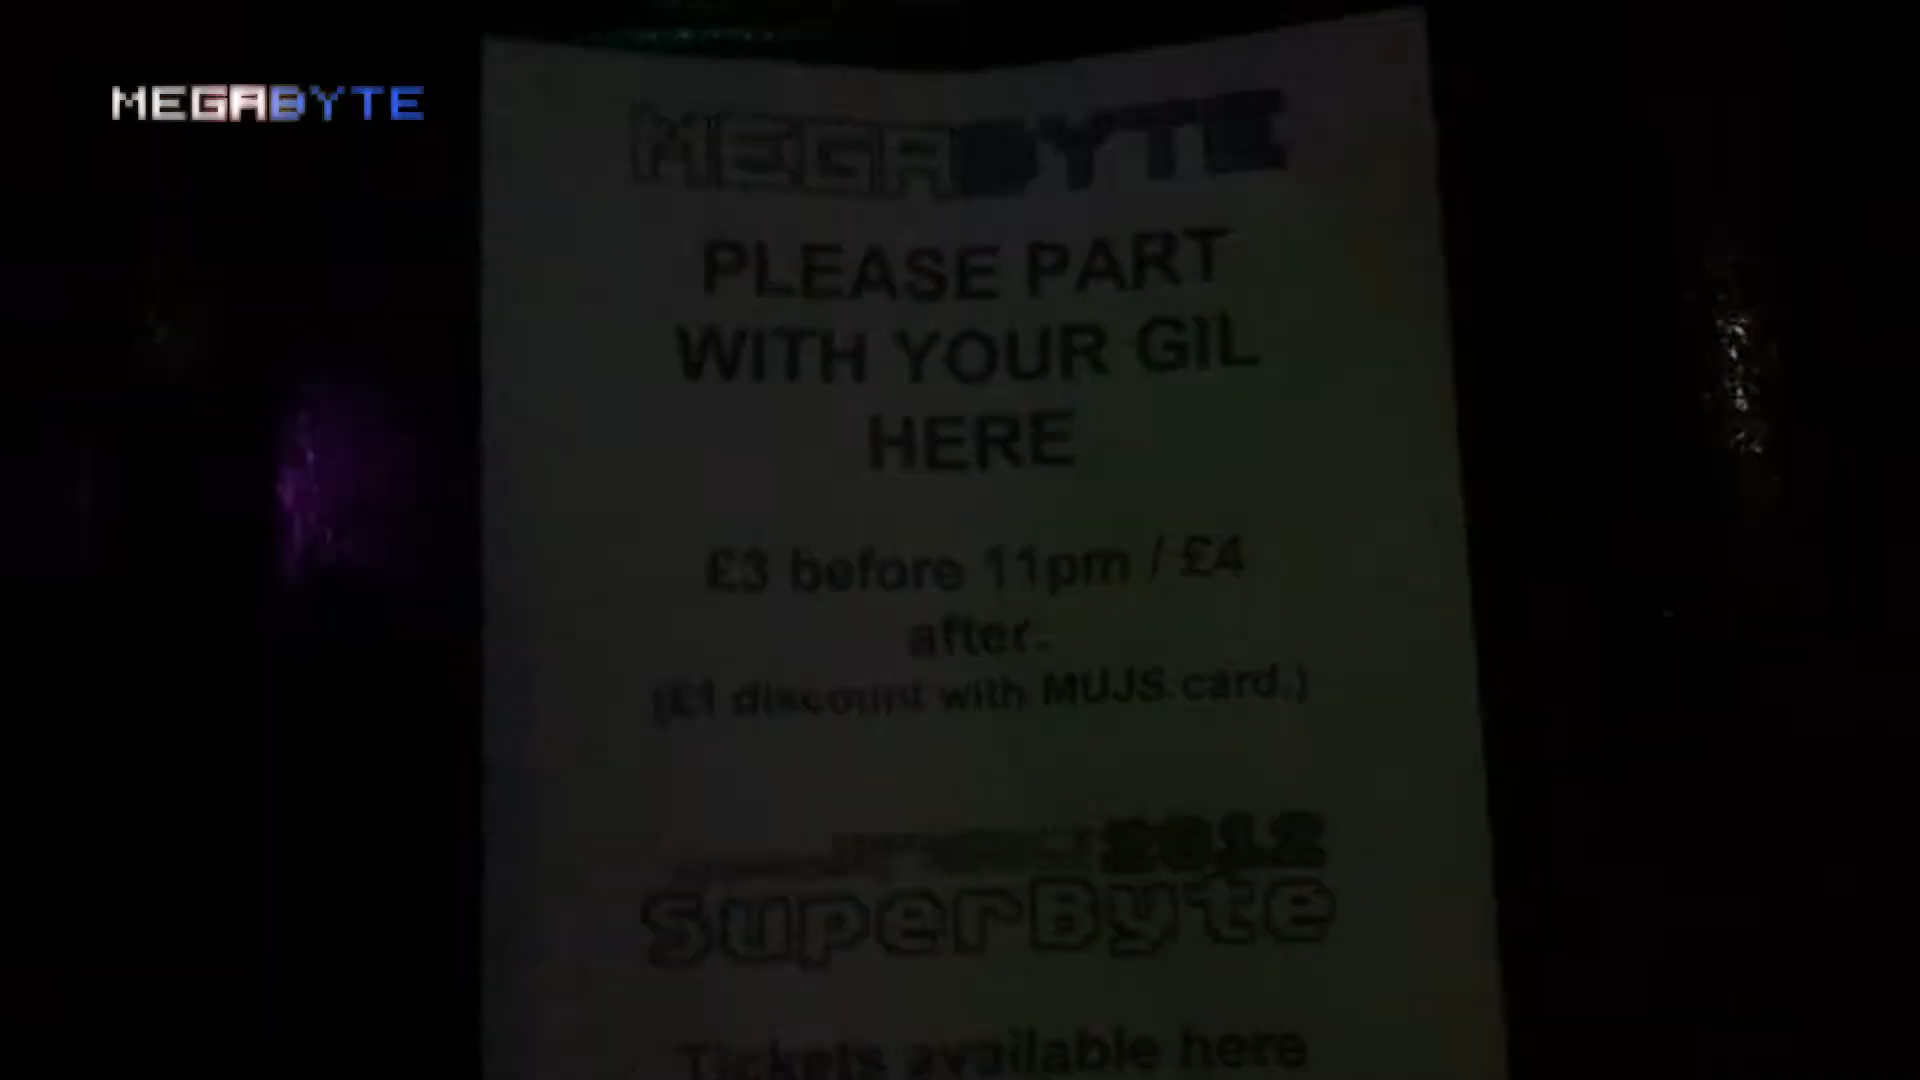 MEGABYTE
MEGABYTE
PLEASE PART
WITH YOUR GIL
HERE
£3 before 11pm / £4
after.
(£1 discount with MUJS card.)
2012
SuperByte
Tickets available here